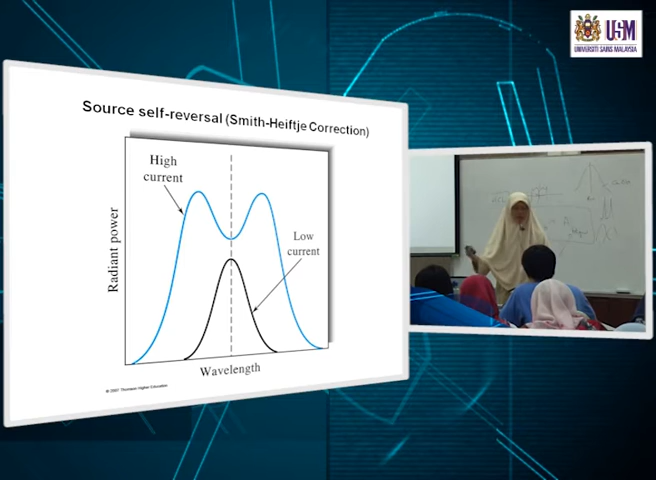 USM
UNIVERSITI SAINS MALAYSIA
Source self-reversal (Smith-Heiftje Correction)
High
current
Low
current
Radiant power
Wavelength
© 2007 Thomson Higher Education